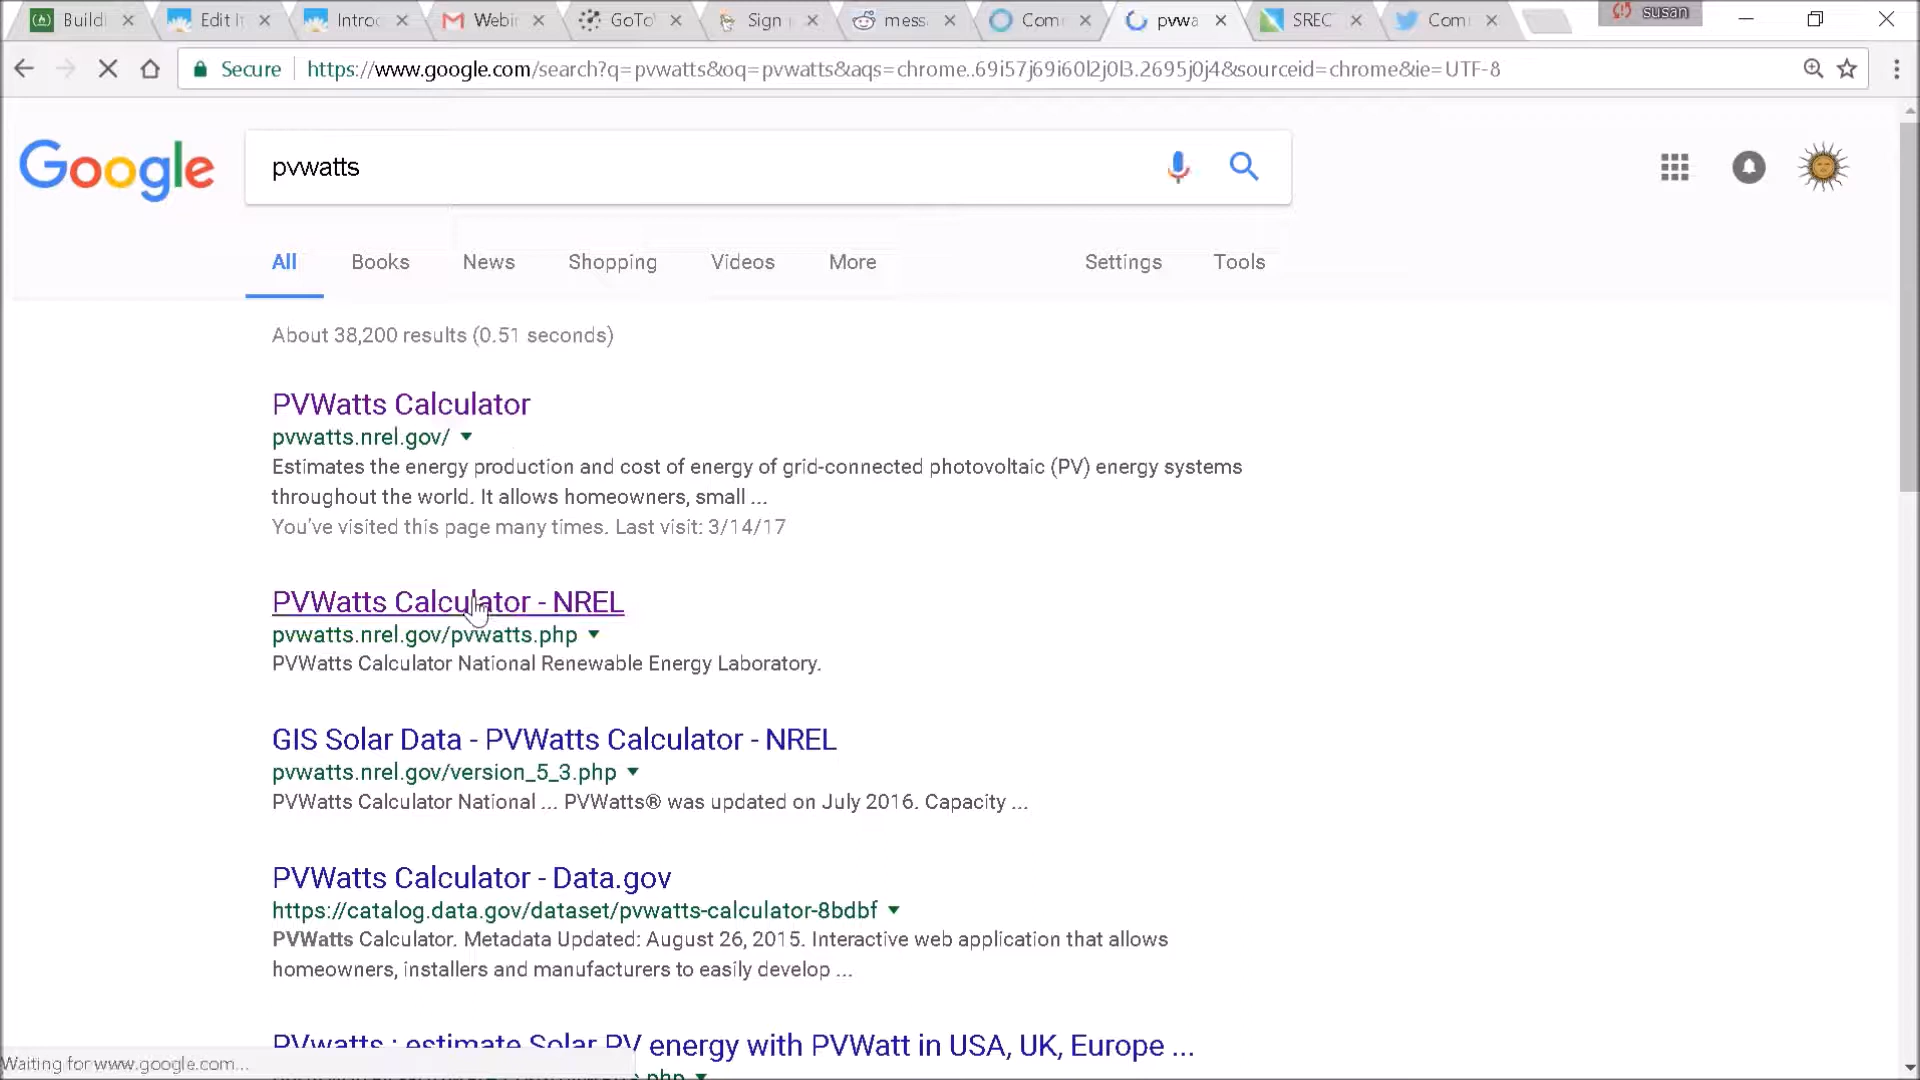 Buildi
Edit It
Introd
Webin
GoTo
Sign
mess
Com
pvwa
SREC
Com
susan
Secure
https://www.google.com/search?q=pvwatts&oq=pvwatts&aqs=chrome..69i57j69i60l2j0l3.2695j0j4&sourceid=chrome&ie=UTF-8
Google
pvwatts
All Books News Shopping Videos More Settings Tools
About 38,200 results (0.51 seconds)
PVWatts Calculator
pvwatts.nrel.gov/
Estimates the energy production and cost of energy of grid-connected photovoltaic (PV) energy systems
throughout the world. It allows homeowners, small ...
You've visited this page many times. Last visit: 3/14/17
PVWatts Calculator - NREL
pvwatts.nrel.gov/pvwatts.php
PVWatts Calculator National Renewable Energy Laboratory.
GIS Solar Data - PVWatts Calculator - NREL
pvwatts.nrel.gov/version_5_3.php
PVWatts Calculator National ... PVWatts® was updated on July 2016. Capacity ...
PVWatts Calculator - Data.gov
https://catalog.data.gov/dataset/pvwatts-calculator-8bdbf
PVWatts Calculator. Metadata Updated: August 26, 2015. Interactive web application that allows
homeowners, installers and manufacturers to easily develop ...
PVwatts : estimate Solar PV energy with PVWatt in USA, UK, Europe ...
Waiting for www.google.com...